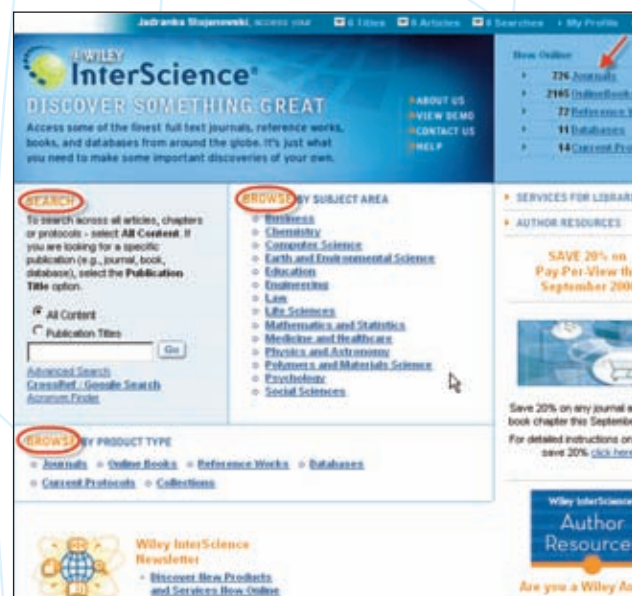 Jadranka Stojanovski, access your 0 Titles 0 Articles 0 Searches My Profile
WILEY
InterScience®
DISCOVER SOMETHING GREAT
Access some of the finest full text journals, reference works,
books, and databases from around the globe. It's just what
you need to make some important discoveries of your own.
ABOUT US
VIEW DEMO
CONTACT US
HELP
Now Online
726 Journals
2165 OnlineBooks
72 Reference
11 Databases
14 Current Pro
SEARCH
To search across all articles, chapters
or protocols - select All Content. If
you are looking for a specific
publication (e.g., journal, book,
database), select the Publication
Title option.
All Content
Publication Titles
Go
Advanced Search
CrossRef / Google Search
Acronym Finder
BROWSE BY SUBJECT AREA
Business
Chemistry
Computer Science
Earth and Environmental Science
Education
Engineering
Law
Life Sciences
Mathematics and Statistics
Medicine and Healthcare
Physics and Astronomy
Polymers and Materials Science
Psychology
Social Sciences
SERVICES FOR LIBRAR
AUTHOR RESOURCES
SAVE 20% on
Pay-Per-View th
September 200
Save 20% on any journal a
book chapter this Septembe
For detailed instructions on
save 20% click here
BROWSE BY PRODUCT TYPE
Journals Online Books Reference Works Databases
Current Protocols Collections
Wiley InterScience
Newsletter
Discover New Products
and Services Now Online
Wiley InterScience
Author
Resource
Are you a Wiley Au